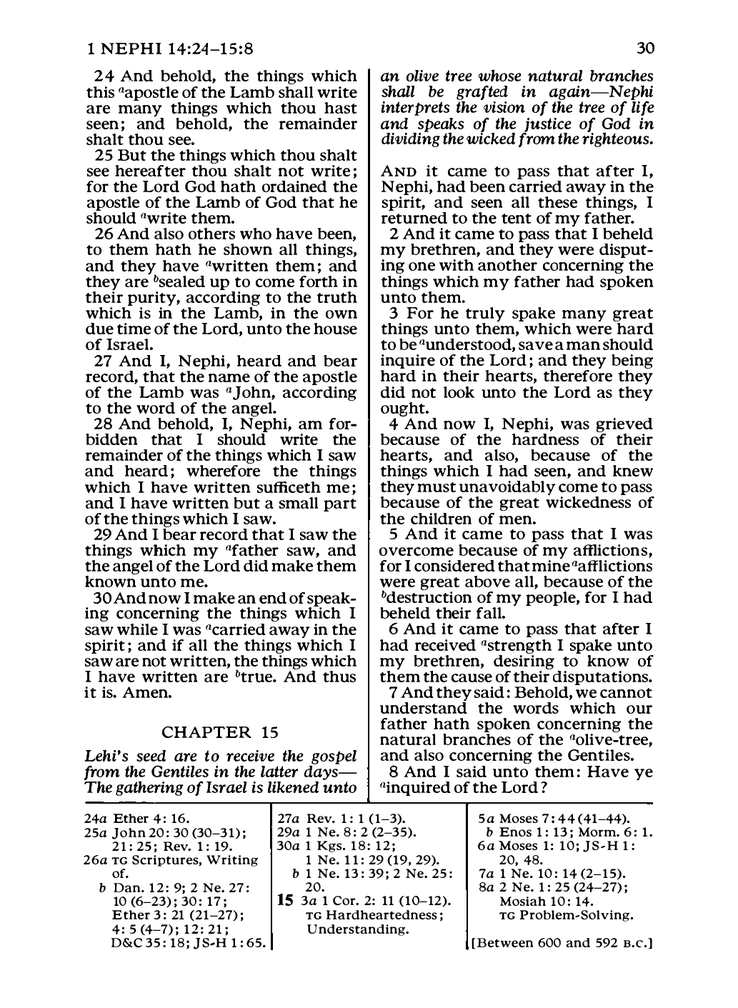 1 NEPHI 14:24–15:8
30
24 And behold, the things which
this ᵃapostle of the Lamb shall write
are many things which thou hast
seen; and behold, the remainder
shalt thou see.
25 But the things which thou shalt
see hereafter thou shalt not write;
for the Lord God hath ordained the
apostle of the Lamb of God that he
should ᵃwrite them.
26 And also others who have been,
to them hath he shown all things,
and they have ᵃwritten them; and
they are ᵇsealed up to come forth in
their purity, according to the truth
which is in the Lamb, in the own
due time of the Lord, unto the house
of Israel.
27 And I, Nephi, heard and bear
record, that the name of the apostle
of the Lamb was ᵃJohn, according
to the word of the angel.
28 And behold, I, Nephi, am for-
bidden that I should write the
remainder of the things which I saw
and heard; wherefore the things
which I have written sufficeth me;
and I have written but a small part
of the things which I saw.
29 And I bear record that I saw the
things which my ᵃfather saw, and
the angel of the Lord did make them
known unto me.
30 And now I make an end of speak-
ing concerning the things which I
saw while I was ᵃcarried away in the
spirit; and if all the things which I
saw are not written, the things which
I have written are ᵇtrue. And thus
it is. Amen.
CHAPTER 15
Lehi's seed are to receive the gospel
from the Gentiles in the latter days—
The gathering of Israel is likened unto
an olive tree whose natural branches
shall be grafted in again—Nephi
interprets the vision of the tree of life
and speaks of the justice of God in
dividing the wicked from the righteous.
AND it came to pass that after I,
Nephi, had been carried away in the
spirit, and seen all these things, I
returned to the tent of my father.
2 And it came to pass that I beheld
my brethren, and they were disput-
ing one with another concerning the
things which my father had spoken
unto them.
3 For he truly spake many great
things unto them, which were hard
to be ᵃunderstood, save a man should
inquire of the Lord; and they being
hard in their hearts, therefore they
did not look unto the Lord as they
ought.
4 And now I, Nephi, was grieved
because of the hardness of their
hearts, and also, because of the
things which I had seen, and knew
they must unavoidably come to pass
because of the great wickedness of
the children of men.
5 And it came to pass that I was
overcome because of my afflictions,
for I considered that mine ᵃafflictions
were great above all, because of the
ᵇdestruction of my people, for I had
beheld their fall.
6 And it came to pass that after I
had received ᵃstrength I spake unto
my brethren, desiring to know of
them the cause of their disputations.
7 And they said: Behold, we cannot
understand the words which our
father hath spoken concerning the
natural branches of the ᵃolive-tree,
and also concerning the Gentiles.
8 And I said unto them: Have ye
ᵃinquired of the Lord?
24a Ether 4: 16.
25a John 20: 30 (30–31);
21: 25; Rev. 1: 19.
26a TG Scriptures, Writing
of.
b Dan. 12: 9; 2 Ne. 27:
10 (6–23); 30: 17;
Ether 3: 21 (21–27);
4: 5 (4–7); 12: 21;
D&C 35: 18; JS-H 1: 65.
27a Rev. 1: 1 (1–3).
29a 1 Ne. 8: 2 (2–35).
30a 1 Kgs. 18: 12;
1 Ne. 11: 29 (19, 29).
b 1 Ne. 13: 39; 2 Ne. 25:
20.
15 3a 1 Cor. 2: 11 (10–12).
TG Hardheartedness;
Understanding.
5a Moses 7: 44 (41–44).
b Enos 1: 13; Morm. 6: 1.
6a Moses 1: 10; JS-H 1:
20, 48.
7a 1 Ne. 10: 14 (2–15).
8a 2 Ne. 1: 25 (24–27);
Mosiah 10: 14.
TG Problem-Solving.
[Between 600 and 592 B.C.]